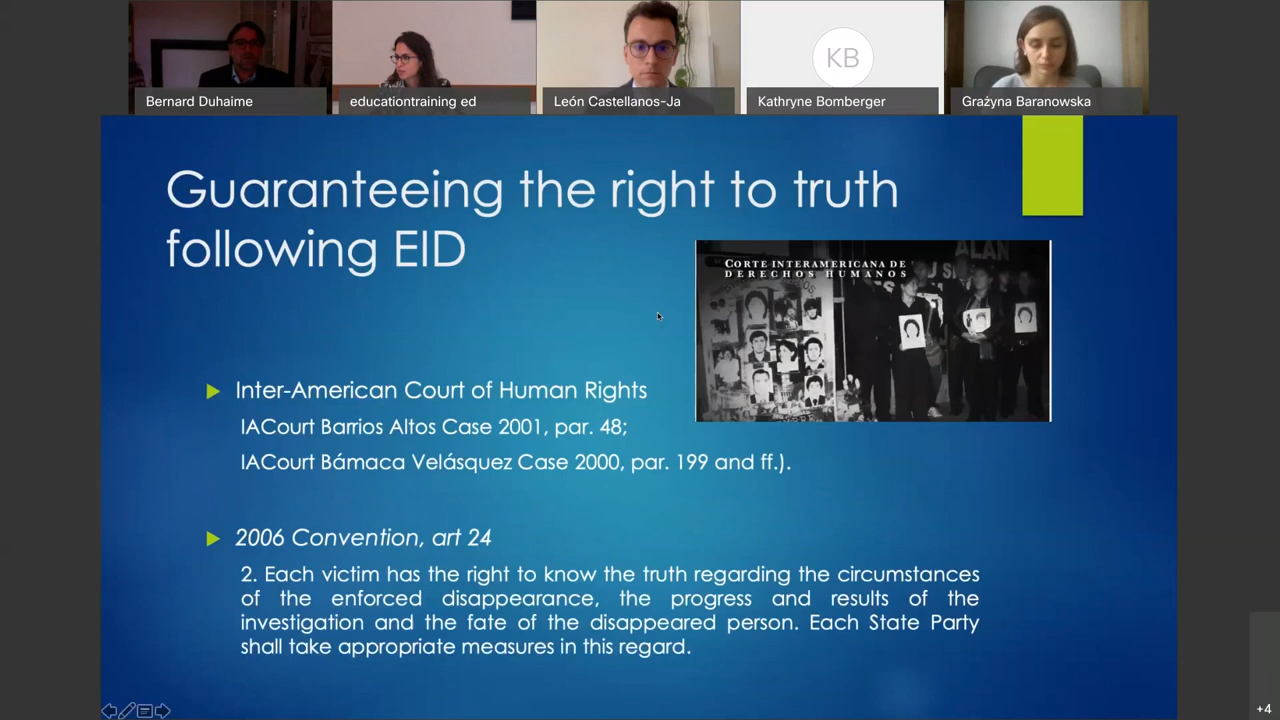 Bernard Duhaime
educationtraining ed
León Castellanos-Ja
KB
Kathryne Bomberger
Grażyna Baranowska
Guaranteeing the right to truth
following EID
CORTE INTERAMERICANA DE
DERECHOS HUMANOS
ALAN
Inter-American Court of Human Rights
IACourt Barrios Altos Case 2001, par. 48;
IACourt Bámaca Velásquez Case 2000, par. 199 and ff.).
2006 Convention, art 24
2. Each victim has the right to know the truth regarding the circumstances
of the enforced disappearance, the progress and results of the
investigation and the fate of the disappeared person. Each State Party
shall take appropriate measures in this regard.
+4